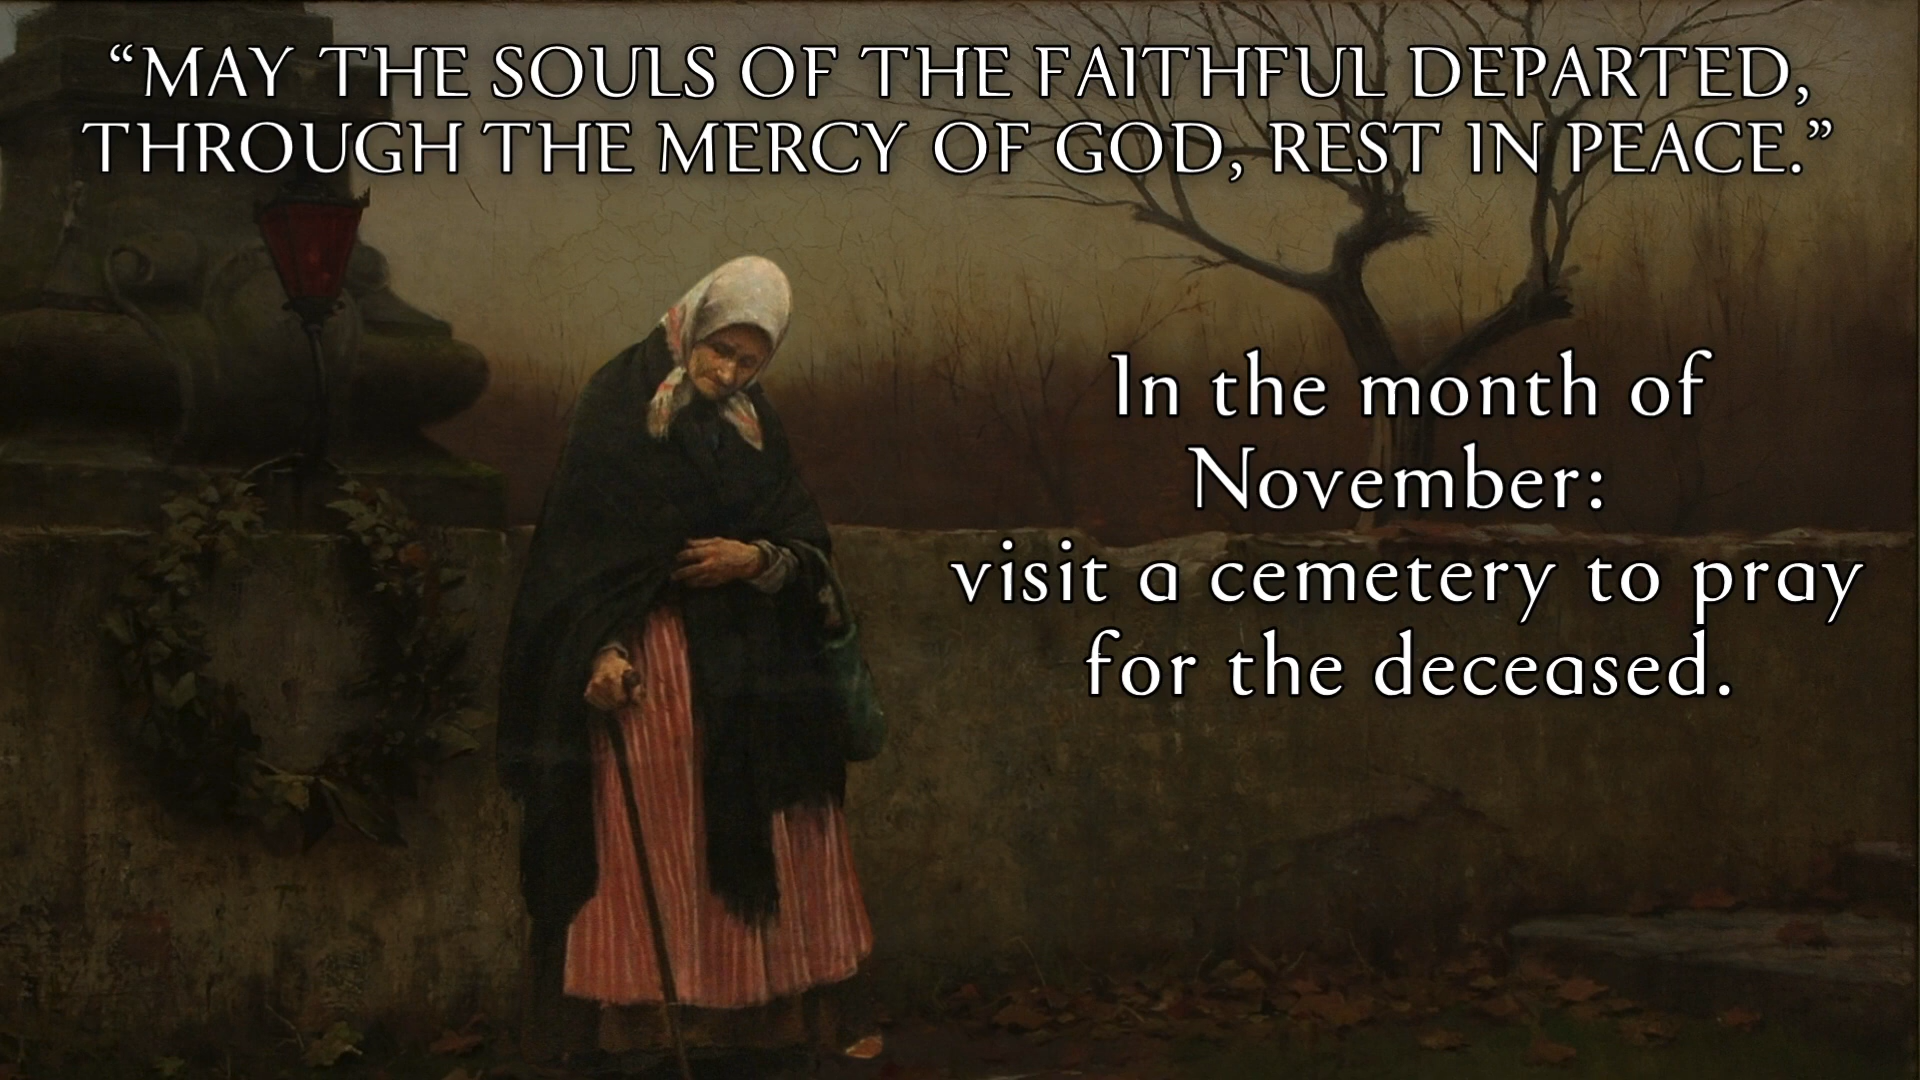 “MAY THE SOULS OF THE FAITHFUL DEPARTED,
THROUGH THE MERCY OF GOD, REST IN PEACE.”
In the month of
November:
visit a cemetery to pray
for the deceased.